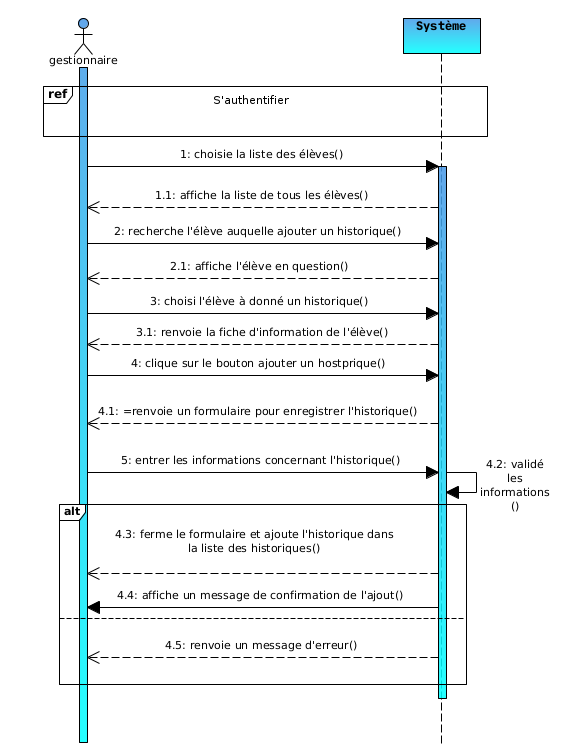 Système
gestionnaire
ref
S'authentifier
1: choisie la liste des élèves()
1.1: affiche la liste de tous les élèves()
2: recherche l'élève auquelle ajouter un historique()
2.1: affiche l'élève en question()
3: choisi l'élève à donné un historique()
3.1: renvoie la fiche d'information de l'élève()
4: clique sur le bouton ajouter un hostprique()
4.1: =renvoie un formulaire pour enregistrer l'historique()
5: entrer les informations concernant l'historique()
4.2: validé
les
informations
()
alt
4.3: ferme le formulaire et ajoute l'historique dans
la liste des historiques()
4.4: affiche un message de confirmation de l'ajout()
4.5: renvoie un message d'erreur()